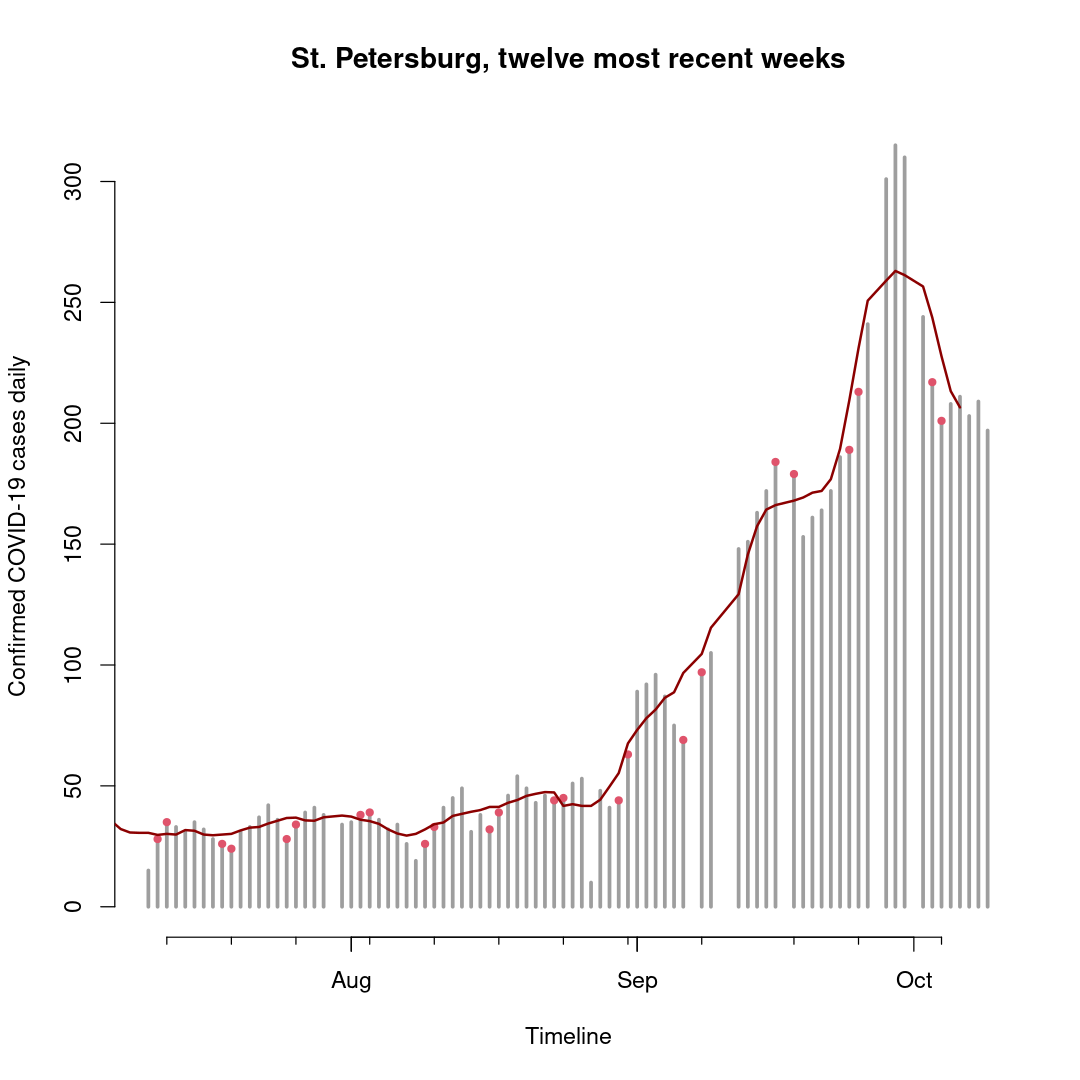 St. Petersburg, twelve most recent weeks
Confirmed COVID-19 cases daily
300
250
200
150
100
50
0
Aug Sep Oct
Timeline